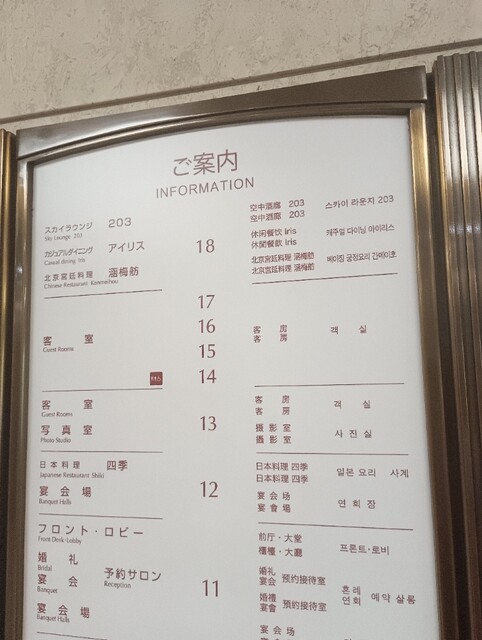 ご案内
INFORMATION
スカイラウンジ 203
Sky Lounge 203
カジュアルダイニング アイリス
Casual dining Iris
北京宮廷料理 涵梅舫
Chinese Restaurant Kanmeihou
18
空中酒廊 203
空中酒廊 203
스카이 라운지 203
休闲餐饮 Iris
休閒餐飲 Iris
캐주얼 다이닝 아이리스
北京宫廷料理 涵梅舫
北京宮廷料理 涵梅舫
베이징 궁정요리 간메이호
17
16
15
14
客室
Guest Rooms
客房
客房
객실
客室
Guest Rooms
写真室
Photo Studio
13
客房
客房
객실
摄影室
攝影室
사진실
日本料理 四季
Japanese Restaurant Shiki
宴会場
Banquet Halls
12
日本料理 四季
日本料理 四季
일본 요리 사계
宴会场
宴會場
연회장
フロント・ロビー
Front Desk・Lobby
婚礼
Bridal
宴会
Banquet
予約サロン
Reception
宴会場
Banquet Halls
11
前厅・大堂
櫃檯・大廳
프론트・로비
婚礼
宴会 预约接待室
婚禮
宴會 預約接待室
혼례
연회 예약 살롱
宴会场